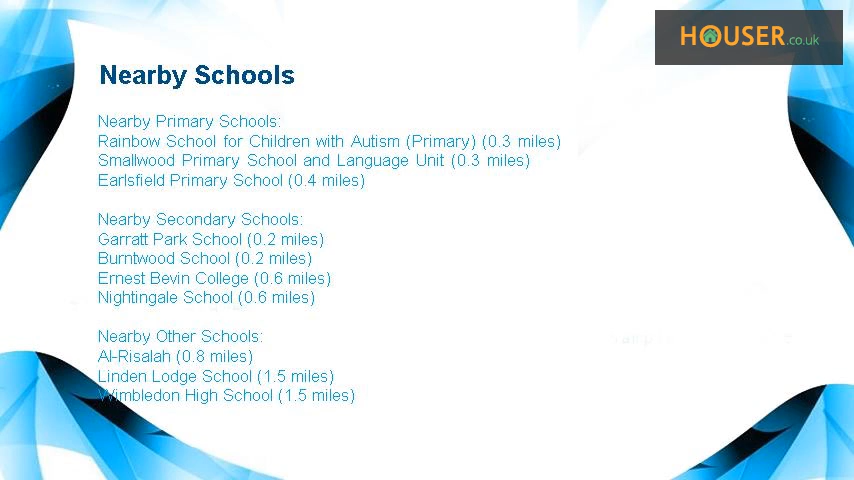 HOUSER.co.uk
Nearby Schools
Nearby Primary Schools:
Rainbow School for Children with Autism (Primary) (0.3 miles)
Smallwood Primary School and Language Unit (0.3 miles)
Earlsfield Primary School (0.4 miles)
Nearby Secondary Schools:
Garratt Park School (0.2 miles)
Burntwood School (0.2 miles)
Ernest Bevin College (0.6 miles)
Nightingale School (0.6 miles)
Nearby Other Schools:
Al-Risalah (0.8 miles)
Linden Lodge School (1.5 miles)
Wimbledon High School (1.5 miles)